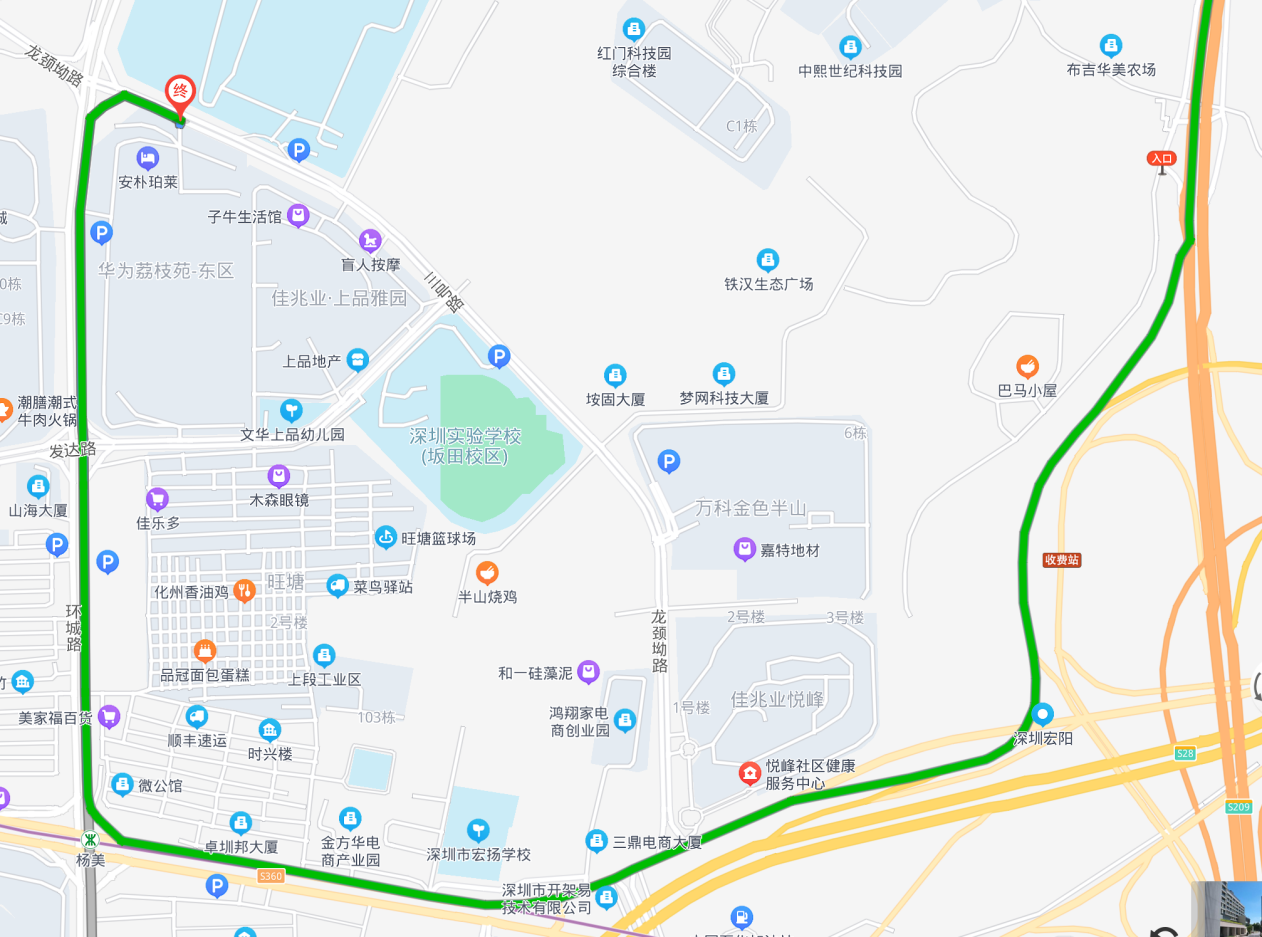 龙颈坳路
终
红门科技园
综合楼
中熙世纪科技园
布吉华美农场
C1栋
P
入口
安朴珀莱
子牛生活馆
P
城
盲人按摩
华为荔枝苑-东区
0栋
佳兆业·上品雅园
三号路
铁汉生态广场
C9栋
上品地产
P
垵固大厦
梦网科技大厦
巴马小屋
潮膳潮式
牛肉火锅
文华上品幼儿园
深圳实验学校
(坂田校区)
6栋
发达路
P
木森眼镜
山海大厦
佳乐多
万科金色半山
旺塘篮球场
嘉特地材
P
P
收费站
化州香油鸡
旺塘
菜鸟驿站
半山烧鸡
环城路
2号楼
龙颈坳路
2号楼
3号楼
品冠面包蛋糕
上段工业区
和一硅藻泥
竹
美家福百货
顺丰速运
时兴楼
103栋
鸿翔家电
商创业园
1号楼
佳兆业悦峰
深圳宏阳
S28
微公馆
悦峰社区健康
服务中心
S209
卓圳邦大厦
金方华电
商产业园
深圳市宏扬学校
三鼎电商大厦
杨美
S360
P
深圳市开架易
技术有限公司